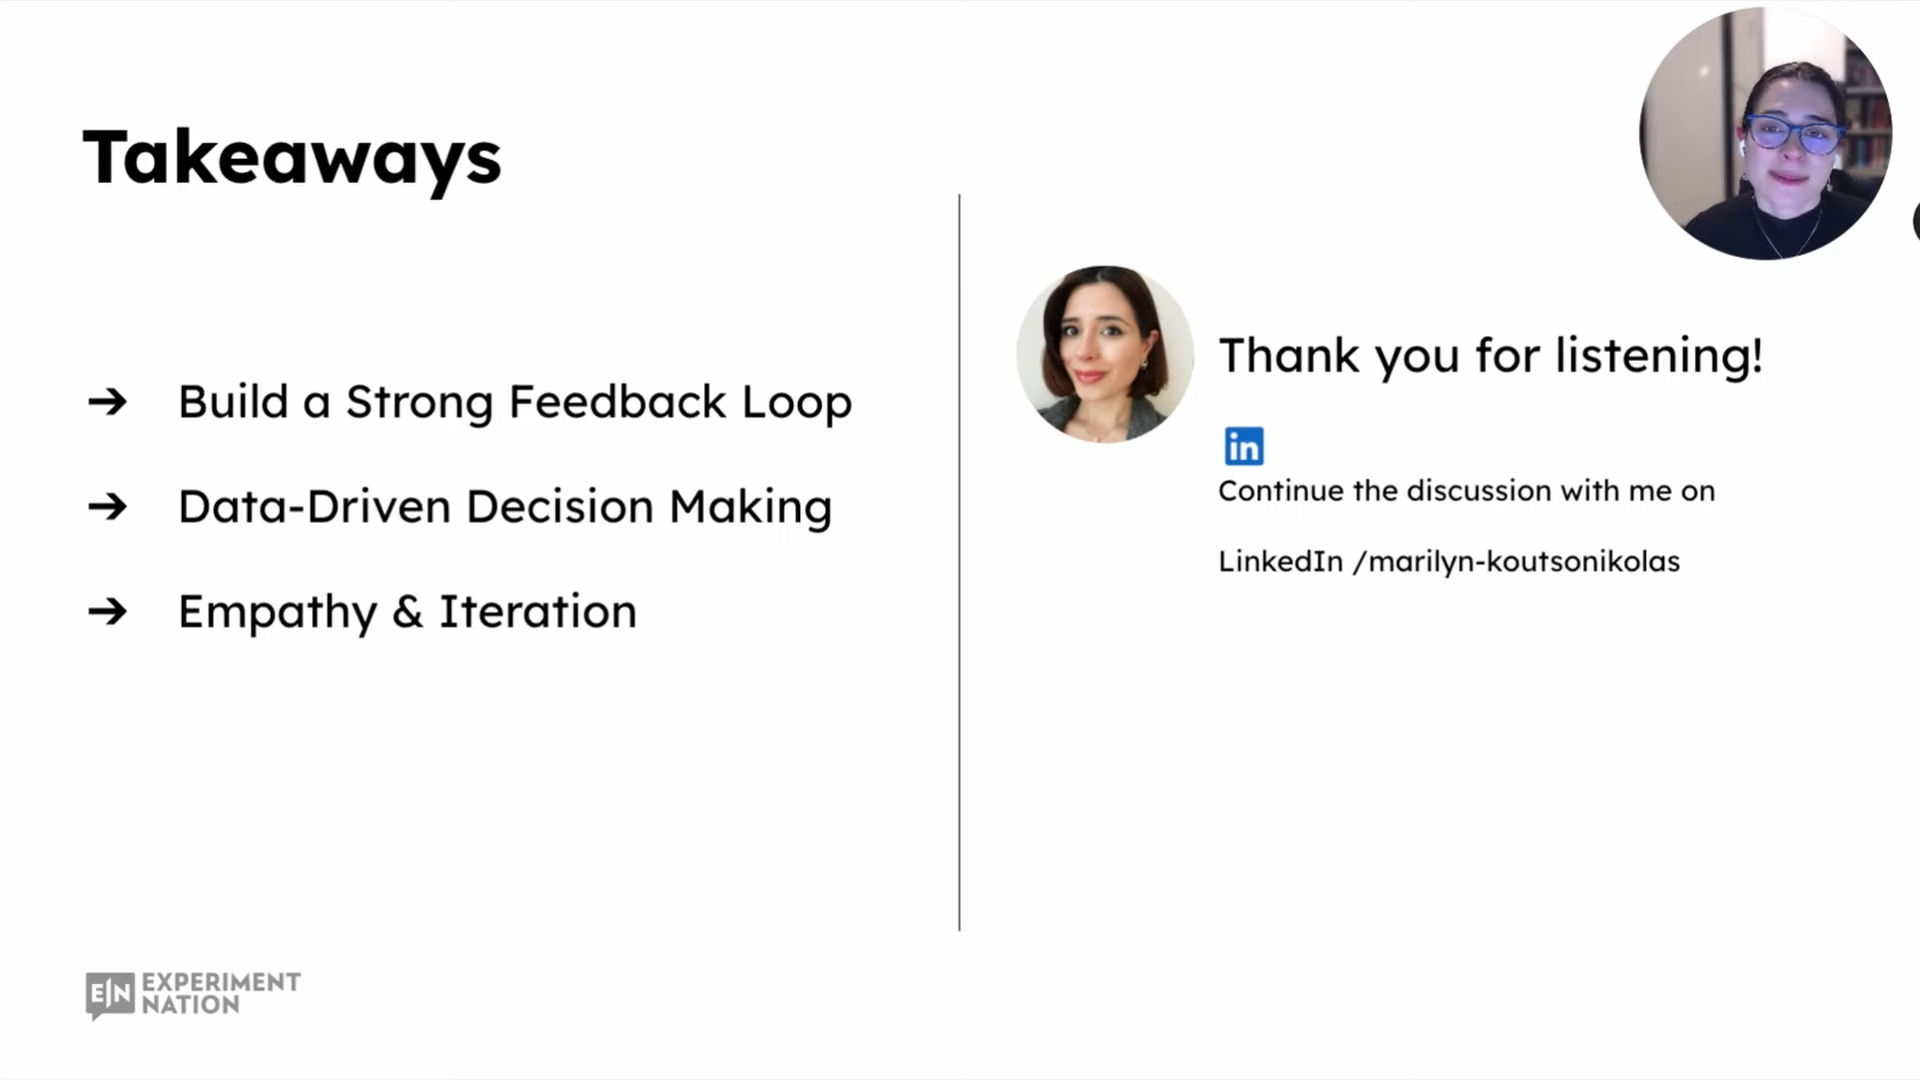 Takeaways
➔ Build a Strong Feedback Loop
➔ Data-Driven Decision Making
➔ Empathy & Iteration
Thank you for listening!
in
Continue the discussion with me on
LinkedIn /marilyn-koutsonikolas
E|N EXPERIMENT
NATION